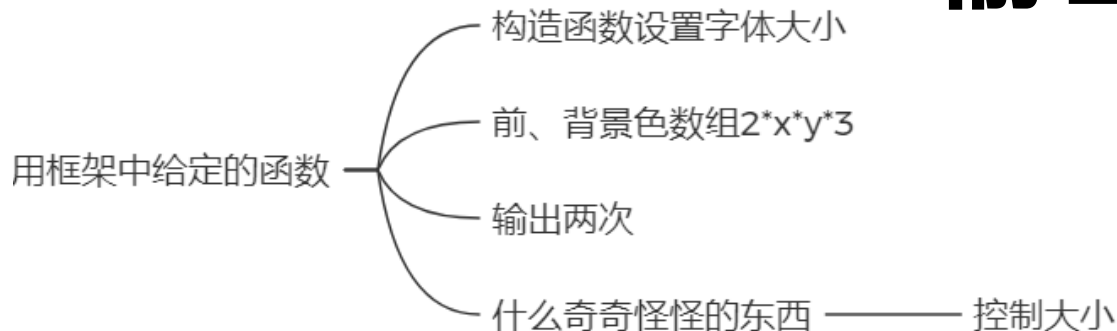 构造函数设置字体大小
前、背景色数组2*x*y*3
用框架中给定的函数
输出两次
什么奇奇怪怪的东西
控制大小